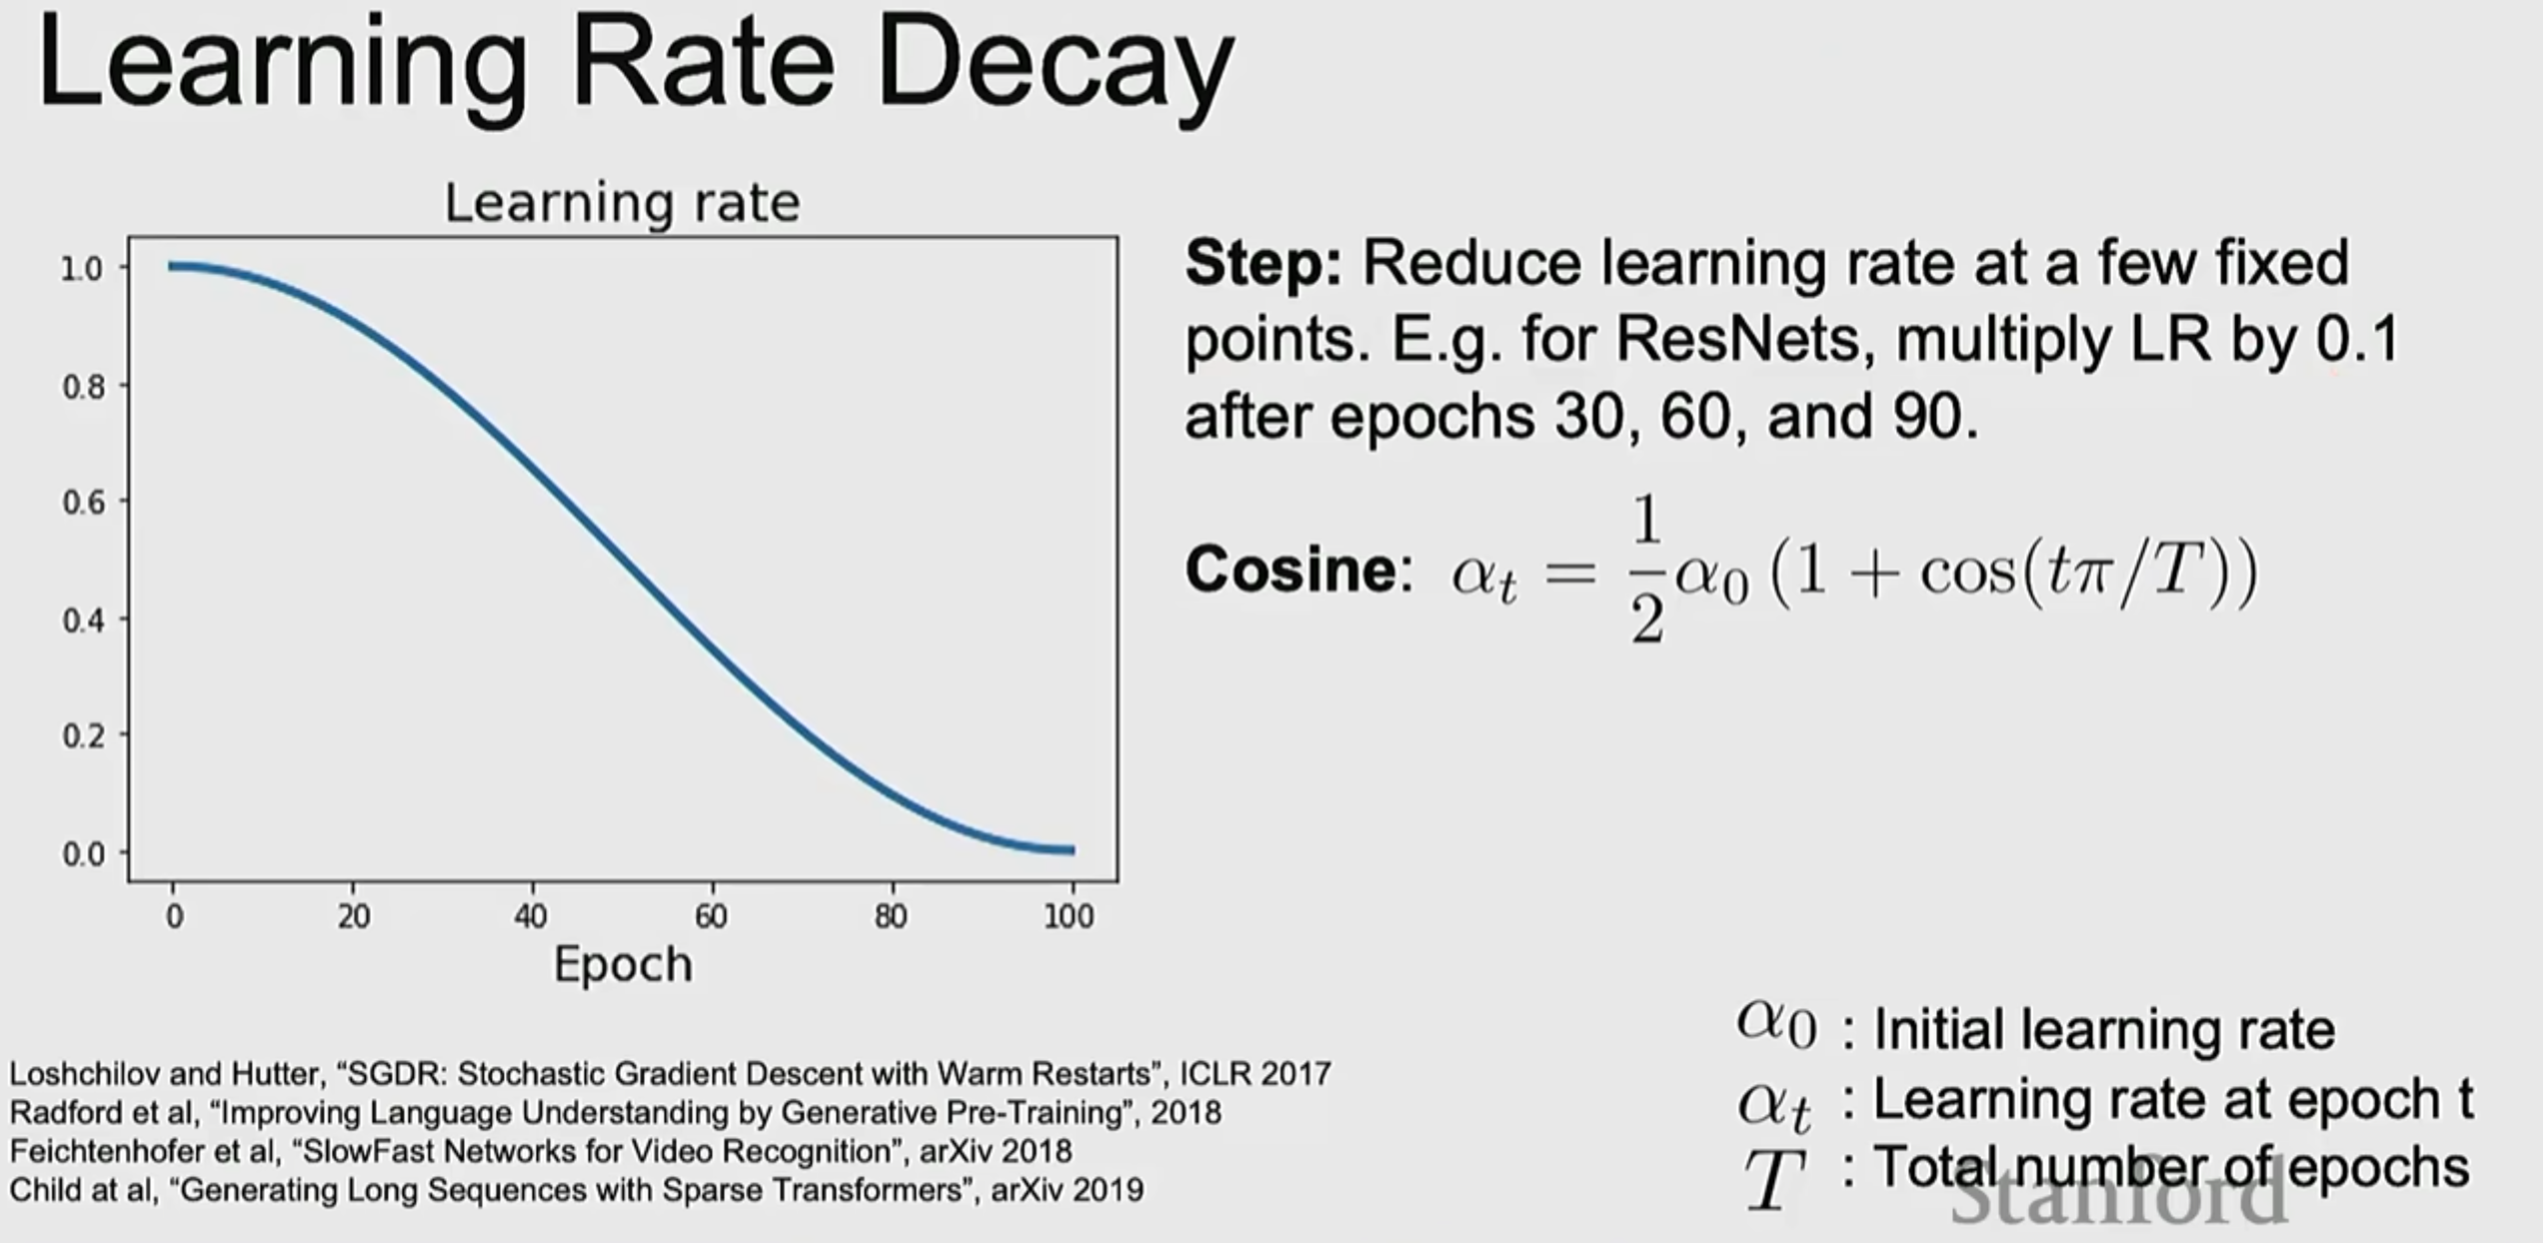 Learning Rate Decay
Learning rate
1.0
0.8
0.6
0.4
0.2
0.0
0 20 40 60 80 100
Epoch
Step: Reduce learning rate at a few fixed
points. E.g. for ResNets, multiply LR by 0.1
after epochs 30, 60, and 90.
Cosine: α_t = 1/2 α_0 (1 + cos(tπ/T))
α_0 : Initial learning rate
α_t : Learning rate at epoch t
T : Total number of epochs
Stanford
Loshchilov and Hutter, “SGDR: Stochastic Gradient Descent with Warm Restarts”, ICLR 2017
Radford et al, “Improving Language Understanding by Generative Pre-Training”, 2018
Feichtenhofer et al, “SlowFast Networks for Video Recognition”, arXiv 2018
Child at al, “Generating Long Sequences with Sparse Transformers”, arXiv 2019